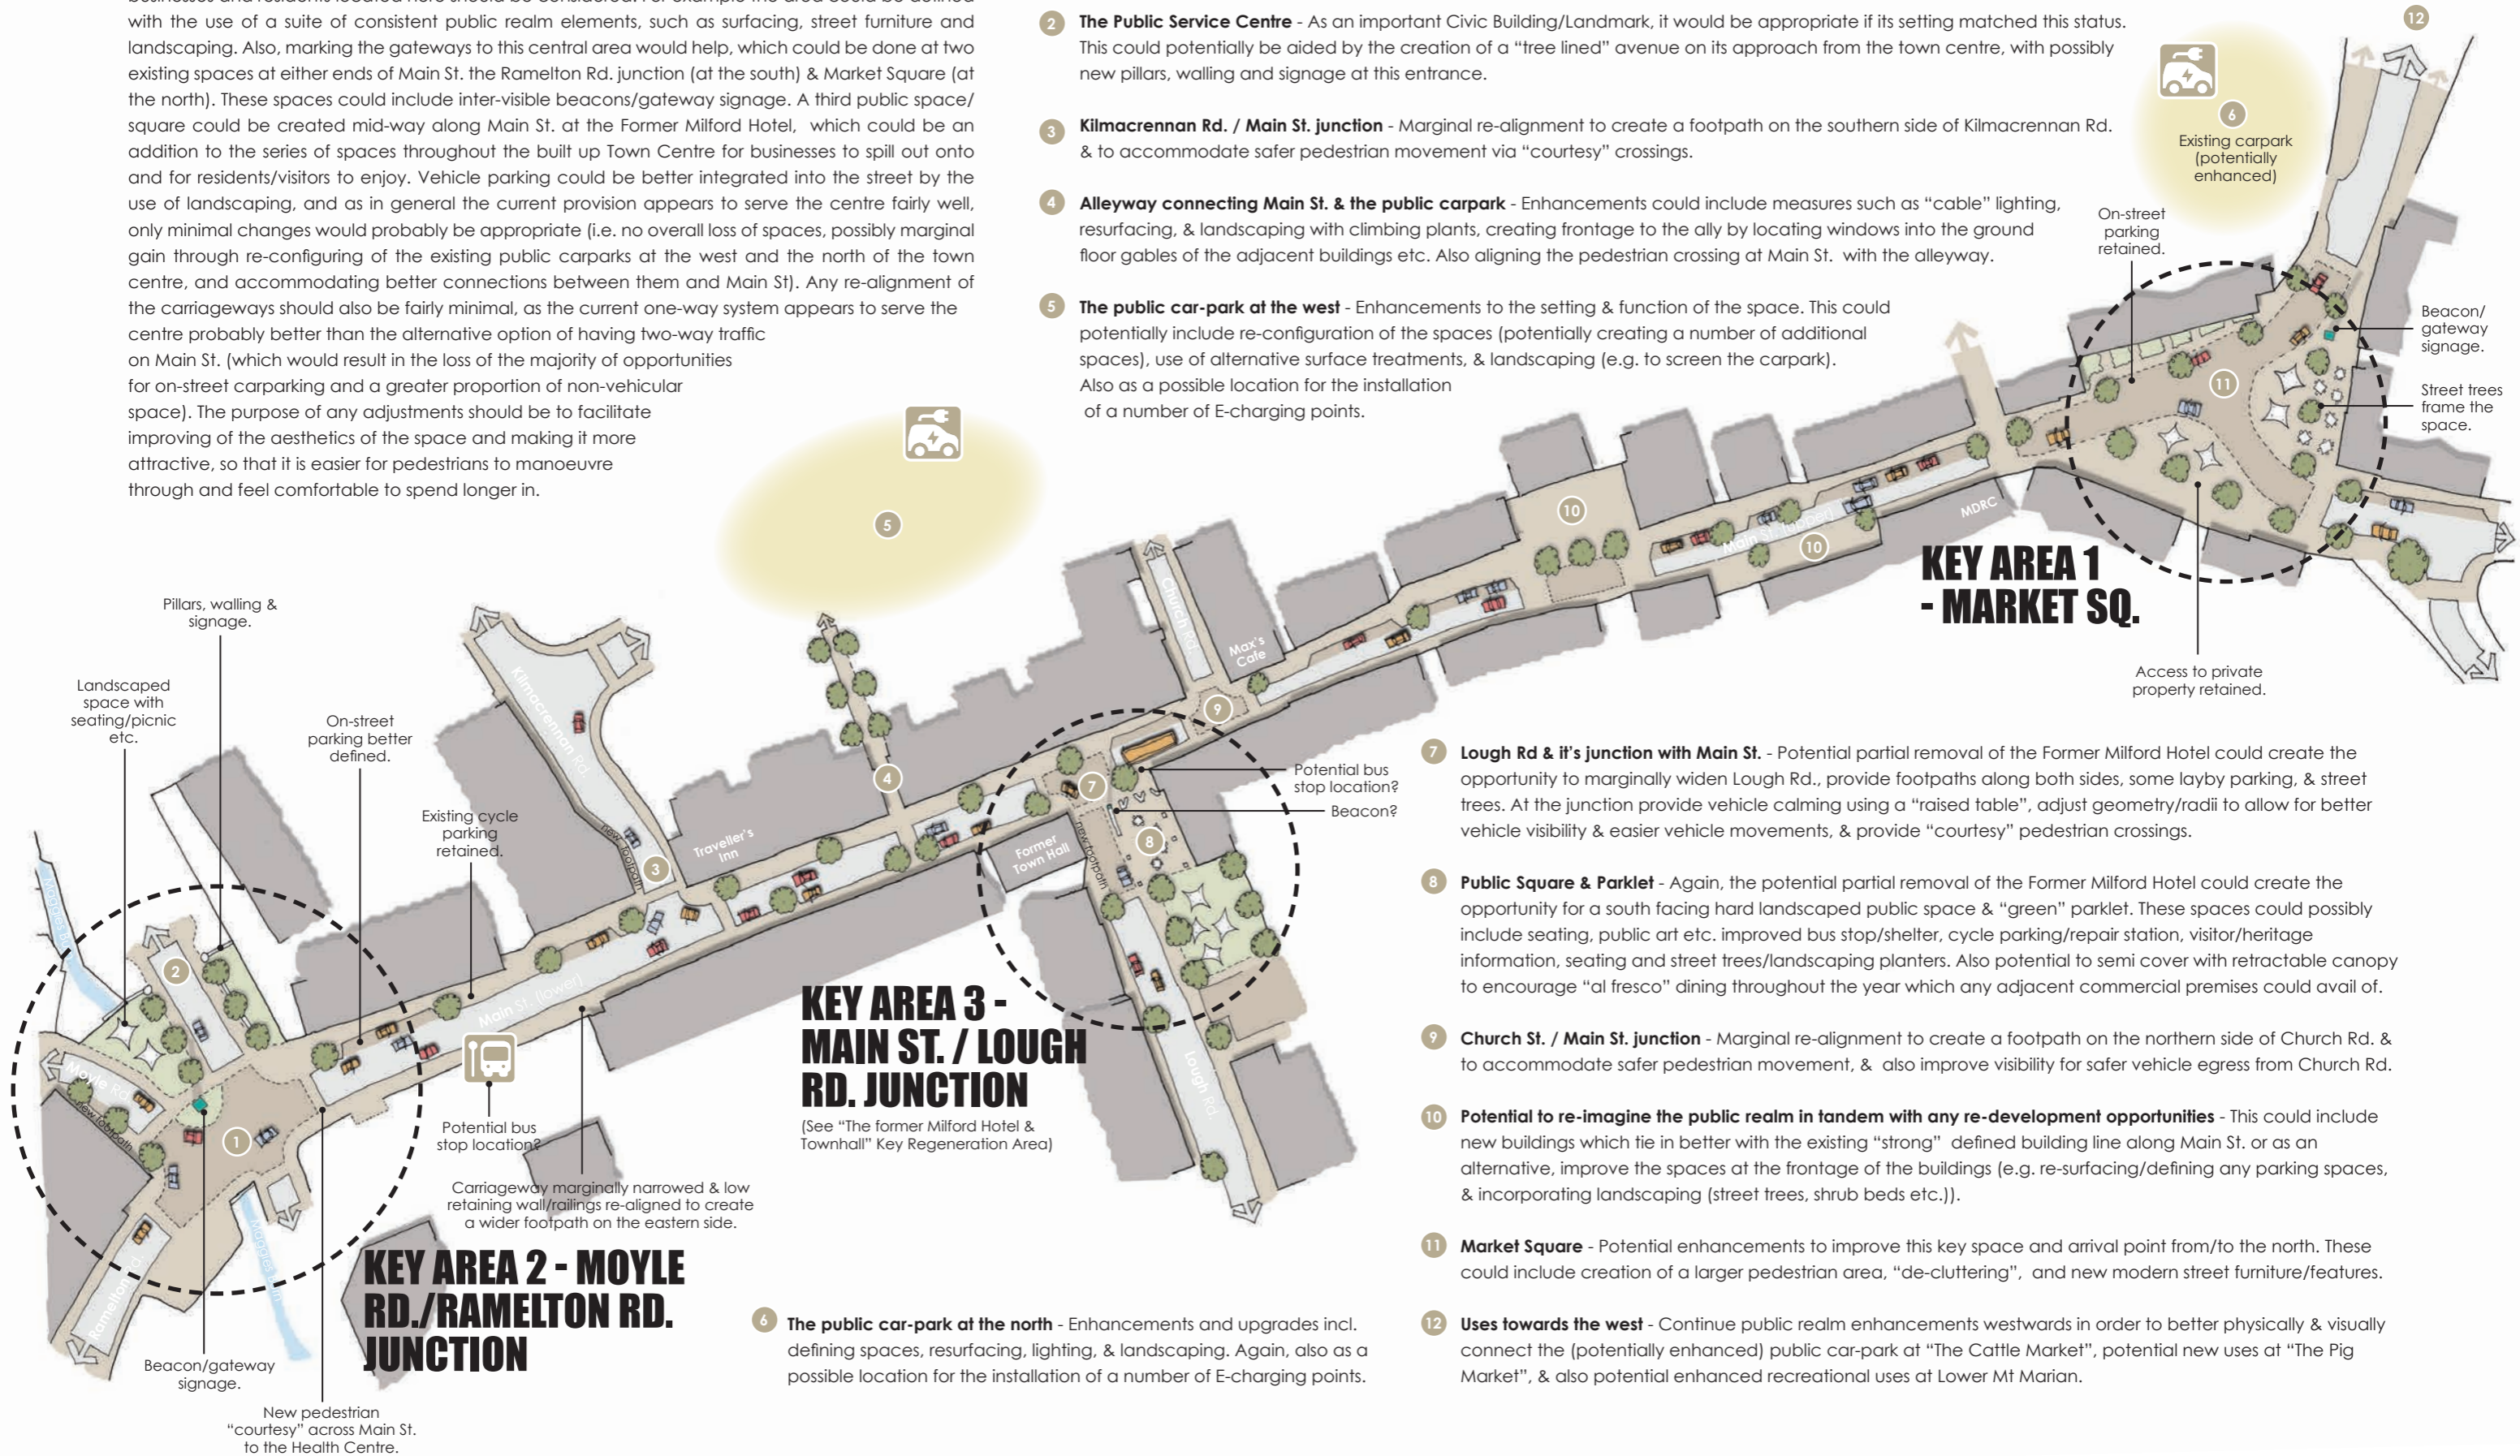 businesses and residents located here should be considered. For example the area could be defined
with the use of a suite of consistent public realm elements, such as surfacing, street furniture and
landscaping. Also, marking the gateways to this central area would help, which could be done at two
existing spaces at either ends of Main St. the Ramelton Rd. junction (at the south) & Market Square (at
the north). These spaces could include inter-visible beacons/gateway signage. A third public space/
square could be created mid-way along Main St. at the Former Milford Hotel, which could be an
addition to the series of spaces throughout the built up Town Centre for businesses to spill out onto
and for residents/visitors to enjoy. Vehicle parking could be better integrated into the street by the
use of landscaping, and as in general the current provision appears to serve the centre fairly well,
only minimal changes would probably be appropriate (i.e. no overall loss of spaces, possibly marginal
gain through re-configuring of the existing public carparks at the west and the north of the town
centre, and accommodating better connections between them and Main St). Any re-alignment of
the carriageways should also be fairly minimal, as the current one-way system appears to serve the
centre probably better than the alternative option of having two-way traffic
on Main St. (which would result in the loss of the majority of opportunities
for on-street carparking and a greater proportion of non-vehicular
space). The purpose of any adjustments should be to facilitate
improving of the aesthetics of the space and making it more
attractive, so that it is easier for pedestrians to manoeuvre
through and feel comfortable to spend longer in.
2 The Public Service Centre - As an important Civic Building/Landmark, it would be appropriate if its setting matched this status.
This could potentially be aided by the creation of a “tree lined” avenue on its approach from the town centre, with possibly
new pillars, walling and signage at this entrance.
3 Kilmacrennan Rd. / Main St. junction - Marginal re-alignment to create a footpath on the southern side of Kilmacrennan Rd.
& to accommodate safer pedestrian movement via “courtesy” crossings.
4 Alleyway connecting Main St. & the public carpark - Enhancements could include measures such as “cable” lighting,
resurfacing, & landscaping with climbing plants, creating frontage to the ally by locating windows into the ground
floor gables of the adjacent buildings etc. Also aligning the pedestrian crossing at Main St. with the alleyway.
5 The public car-park at the west - Enhancements to the setting & function of the space. This could
potentially include re-configuration of the spaces (potentially creating a number of additional
spaces), use of alternative surface treatments, & landscaping (e.g. to screen the carpark).
Also as a possible location for the installation
of a number of E-charging points.
12
6
Existing carpark
(potentially
enhanced)
On-street
parking
retained.
Beacon/
gateway
signage.
11
Street trees
frame the
space.
10
Main St. (upper)
10
MDRC
KEY AREA 1
- MARKET SQ.
Access to private
property retained.
5
Church Rd.
Max's
Cafe
9
Pillars, walling &
signage.
Landscaped
space with
seating/picnic
etc.
On-street
parking better
defined.
Existing cycle
parking
retained.
Kilmacrennan Rd.
new footpath
3
Traveller's
Inn
4
7
Potential bus
stop location?
Beacon?
Former
Town Hall
new footpath
8
Lough Rd.
KEY AREA 3 -
MAIN ST. / LOUGH
RD. JUNCTION
(See “The former Milford Hotel &
Townhall” Key Regeneration Area)
2
Main St. (lower)
Moyle Rd.
new footpath
1
Potential bus
stop location?
Carriageway marginally narrowed & low
retaining wall/railings re-aligned to create
a wider footpath on the eastern side.
Ramelton Rd.
KEY AREA 2 - MOYLE
RD./RAMELTON RD.
JUNCTION
Beacon/gateway
signage.
New pedestrian
“courtesy” across Main St.
to the Health Centre.
6 The public car-park at the north - Enhancements and upgrades incl.
defining spaces, resurfacing, lighting, & landscaping. Again, also as a
possible location for the installation of a number of E-charging points.
7 Lough Rd & it's junction with Main St. - Potential partial removal of the Former Milford Hotel could create the
opportunity to marginally widen Lough Rd., provide footpaths along both sides, some layby parking, & street
trees. At the junction provide vehicle calming using a “raised table”, adjust geometry/radii to allow for better
vehicle visibility & easier vehicle movements, & provide “courtesy” pedestrian crossings.
8 Public Square & Parklet - Again, the potential partial removal of the Former Milford Hotel could create the
opportunity for a south facing hard landscaped public space & “green” parklet. These spaces could possibly
include seating, public art etc. improved bus stop/shelter, cycle parking/repair station, visitor/heritage
information, seating and street trees/landscaping planters. Also potential to semi cover with retractable canopy
to encourage “al fresco” dining throughout the year which any adjacent commercial premises could avail of.
9 Church St. / Main St. junction - Marginal re-alignment to create a footpath on the northern side of Church Rd. &
to accommodate safer pedestrian movement, & also improve visibility for safer vehicle egress from Church Rd.
10 Potential to re-imagine the public realm in tandem with any re-development opportunities - This could include
new buildings which tie in better with the existing “strong” defined building line along Main St. or as an
alternative, improve the spaces at the frontage of the buildings (e.g. re-surfacing/defining any parking spaces,
& incorporating landscaping (street trees, shrub beds etc.)).
11 Market Square - Potential enhancements to improve this key space and arrival point from/to the north. These
could include creation of a larger pedestrian area, “de-cluttering”, and new modern street furniture/features.
12 Uses towards the west - Continue public realm enhancements westwards in order to better physically & visually
connect the (potentially enhanced) public car-park at “The Cattle Market”, potential new uses at “The Pig
Market”, & also potential enhanced recreational uses at Lower Mt Marian.